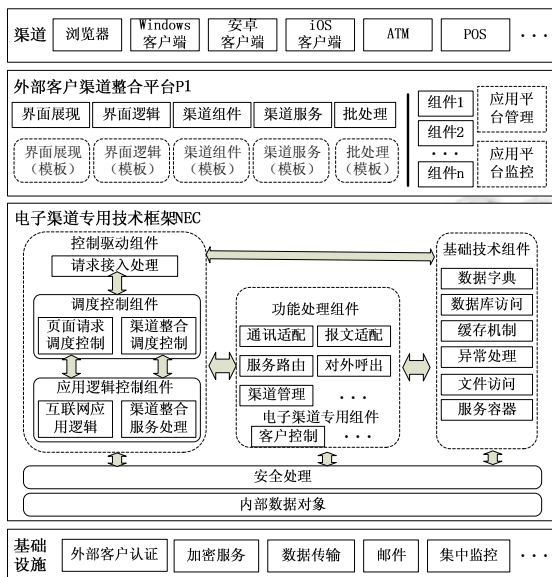 渠道
浏览器
Windows
客户端
安卓
客户端
iOS
客户端
ATM
POS
···
外部客户渠道整合平台P1
界面展现
界面逻辑
渠道组件
渠道服务
批处理
界面展现
（模板）
界面逻辑
（模板）
渠道组件
（模板）
渠道服务
（模板）
批处理
（模板）
组件1
组件2
···
组件n
应用平
台管理
应用平
台监控
电子渠道专用技术框架NEC
控制驱动组件
请求接入处理
调度控制组件
页面请求
调度控制
渠道整合
调度控制
应用逻辑控制组件
互联网应
用逻辑
渠道整合
服务处理
功能处理组件
通讯适配
报文适配
服务路由
对外呼出
渠道管理
···
电子渠道专用组件
客户控制
···
基础技术组件
数据字典
数据库访问
缓存机制
异常处理
文件访问
服务容器
安全处理
内部数据对象
基础
设施
外部客户认证
加密服务
数据传输
邮件
集中监控
···